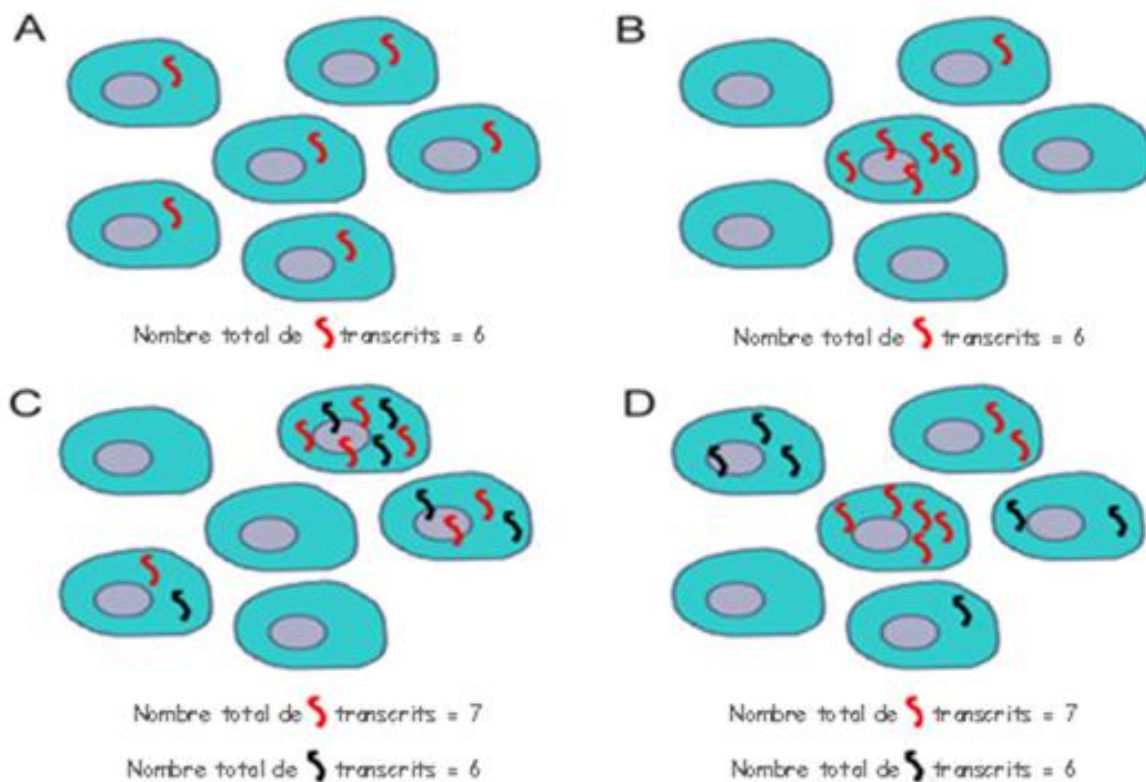 A
B
Nombre total de transcrits = 6
Nombre total de transcrits = 6
C
D
Nombre total de transcrits = 7
Nombre total de transcrits = 6
Nombre total de transcrits = 7
Nombre total de transcrits = 6